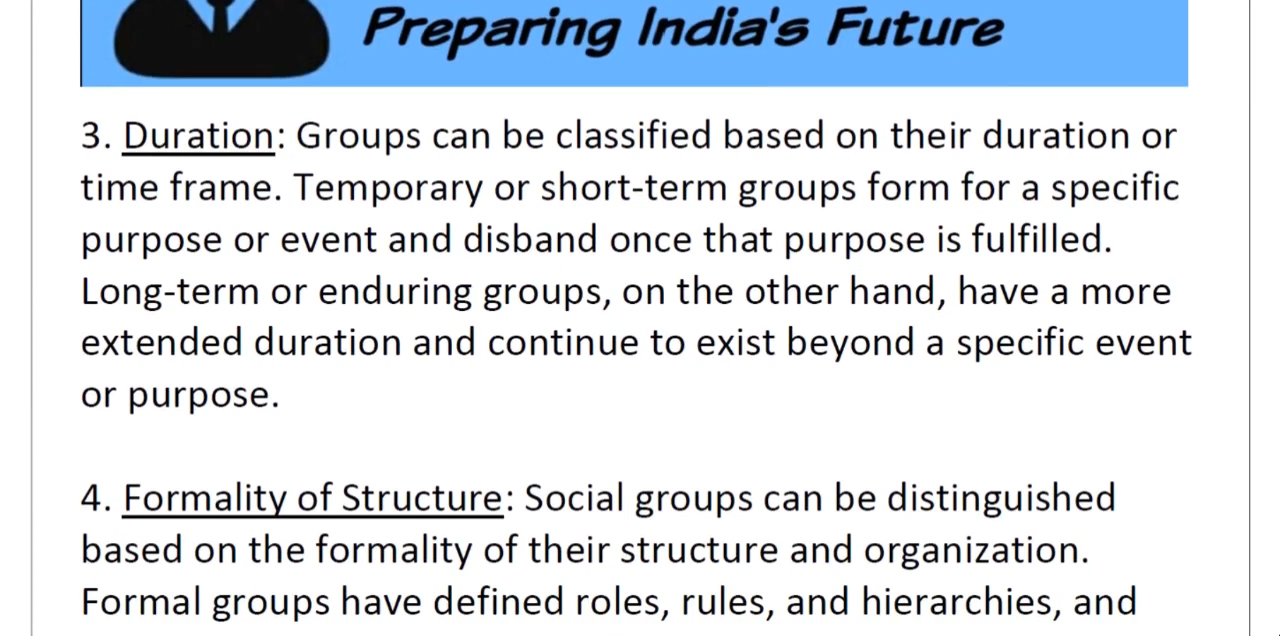 Preparing India's Future
3. Duration: Groups can be classified based on their duration or
time frame. Temporary or short-term groups form for a specific
purpose or event and disband once that purpose is fulfilled.
Long-term or enduring groups, on the other hand, have a more
extended duration and continue to exist beyond a specific event
or purpose.
4. Formality of Structure: Social groups can be distinguished
based on the formality of their structure and organization.
Formal groups have defined roles, rules, and hierarchies, and